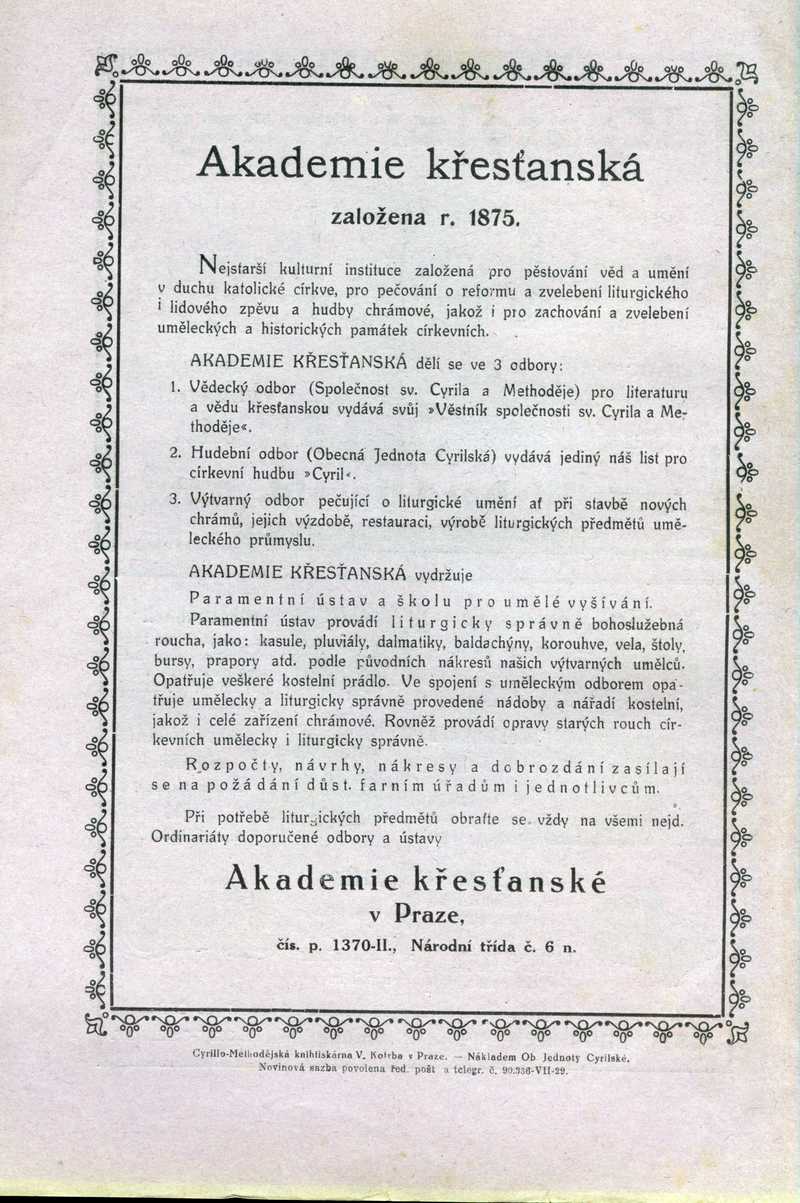 Akademie křesťanská
založena r. 1875.
Nejstarší kulturní instituce založená pro pěstování věd a umění
v duchu katolické církve, pro pečování o reformu a zvelebení liturgického
i lidového zpěvu a hudby chrámové, jakož i pro zachování a zvelebení
uměleckých a historických památek církevních.
AKADEMIE KŘESŤANSKÁ dělí se ve 3 odbory:
1. Vědecký odbor (Společnost sv. Cyrila a Methoděje) pro literaturu
a vědu křesťanskou vydává svůj »Věstník společnosti sv. Cyrila a Me-
thoděje«.
2. Hudební odbor (Obecná Jednota Cyrilská) vydává jediný náš list pro
církevní hudbu »Cyril«.
3. Výtvarný odbor pečující o liturgické umění ať při stavbě nových
chrámů, jejich výzdobě, restauraci, výrobě liturgických předmětů umě-
leckého průmyslu.
AKADEMIE KŘESŤANSKÁ vydržuje
Paramentní ústav a školu pro umělé vyšívání.
Paramentní ústav provádí liturgicky správně bohoslužebná
roucha, jako: kasule, pluviály, dalmatiky, baldachýny, korouhve, vela, štoly,
bursy, prapory atd. podle původních nákresů našich výtvarných umělců.
Opatřuje veškeré kostelní prádlo. Ve spojení s uměleckým odborem opa-
třuje umělecky a liturgicky správně provedené nádoby a nářadí kostelní,
jakož i celé zařízení chrámové. Rovněž provádí opravy starých rouch cír-
kevních umělecky i liturgicky správně.
Rozpočty, návrhy, nákresy a dobrozdání zasílají
se na požádání důst. farním úřadům i jednotlivcům.
Při potřebě liturgických předmětů obraťte se vždy na všemi nejd.
Ordinariáty doporučené odbory a ústavy
Akademie křesťanské
v Praze,
čís. p. 1370-II., Národní třída č. 6 n.
Cyrillo-Methodějská knihtiskárna V. Kotrba v Praze. — Nákladem Ob Jednoty Cyrilské.
Novinová sazba povolena řed. pošt a telegr. č. 90.336-VII-29.